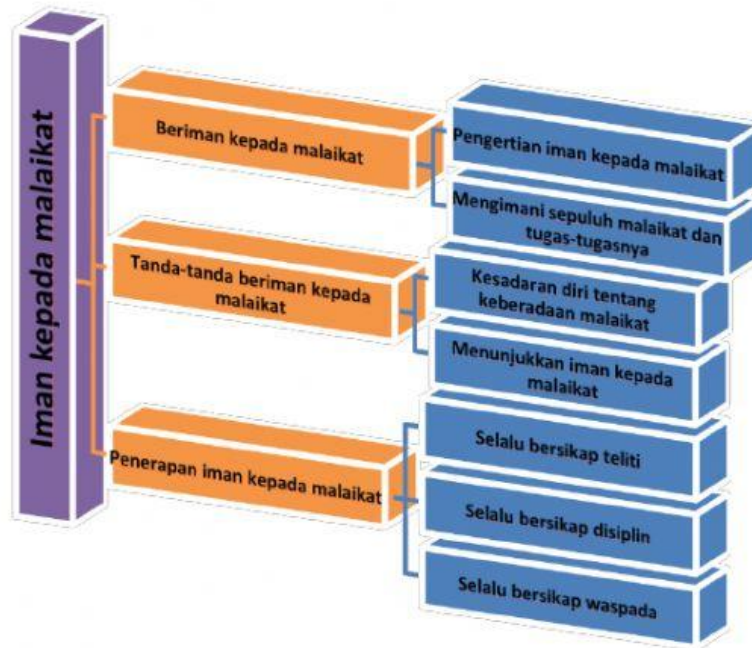 Iman kepada malaikat
Beriman kepada malaikat
Pengertian iman kepada malaikat
Mengimani sepuluh malaikat dan
tugas-tugasnya
Tanda-tanda beriman kepada
malaikat
Kesadaran diri tentang
keberadaan malaikat
Menunjukkan iman kepada
malaikat
Penerapan iman kepada malaikat
Selalu bersikap teliti
Selalu bersikap disiplin
Selalu bersikap waspada